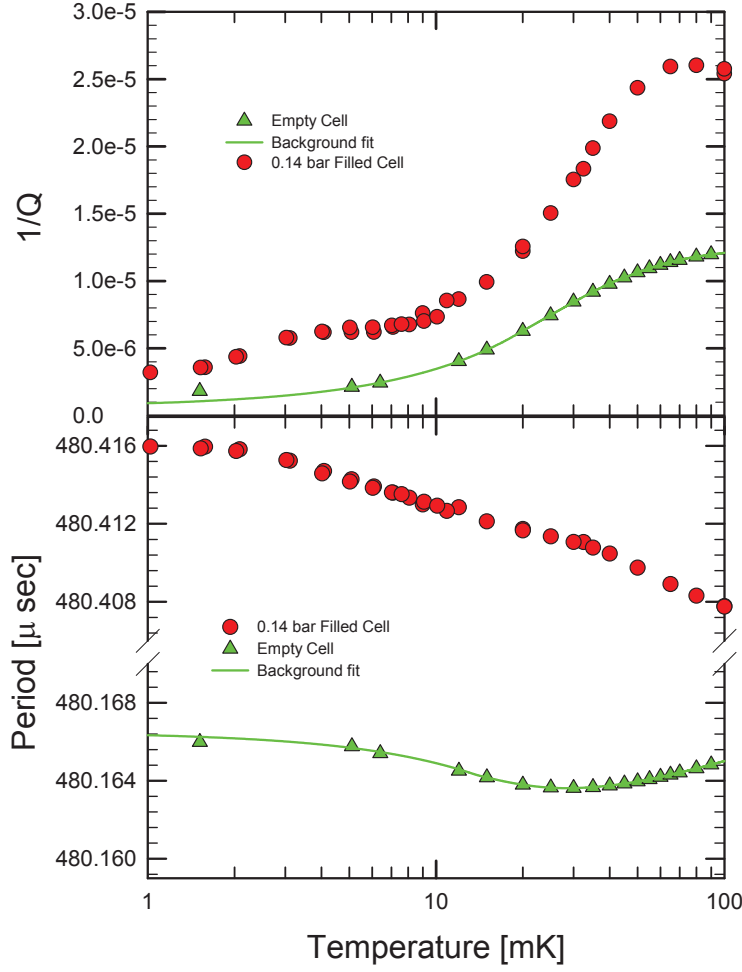 3.0e-5
2.5e-5
2.0e-5
1.5e-5
1.0e-5
5.0e-6
0.0
1/Q
Empty Cell
Background fit
0.14 bar Filled Cell
480.416
480.412
480.408
480.168
480.164
480.160
Period [μ sec]
0.14 bar Filled Cell
Empty Cell
Background fit
1 10 100
Temperature [mK]